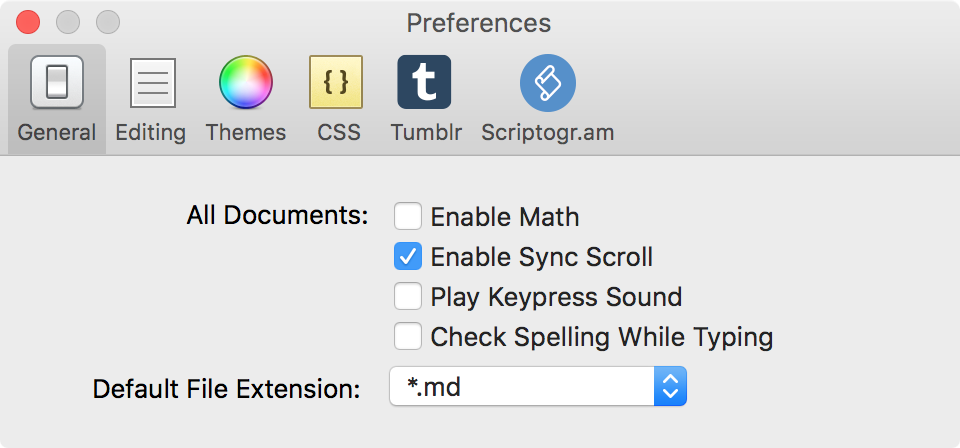 Preferences
General Editing Themes CSS Tumblr Scriptogr.am
All Documents: Enable Math
Enable Sync Scroll
Play Keypress Sound
Check Spelling While Typing
Default File Extension: *.md